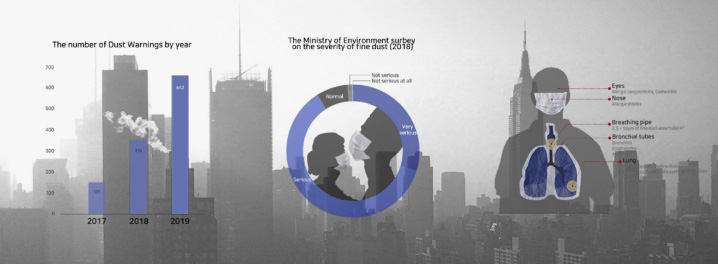 The number of Dust Warnings by year
700
600
500
400
300
200
100
0
642
2017
2018
2019
The Ministry of Environment surbey
on the severity of fine dust (2018)
Not serious
Not serious at all
Normal
Very
serious
Serious
Eyes
Nose
Breathing pipe
Bronchial tubes
Lung